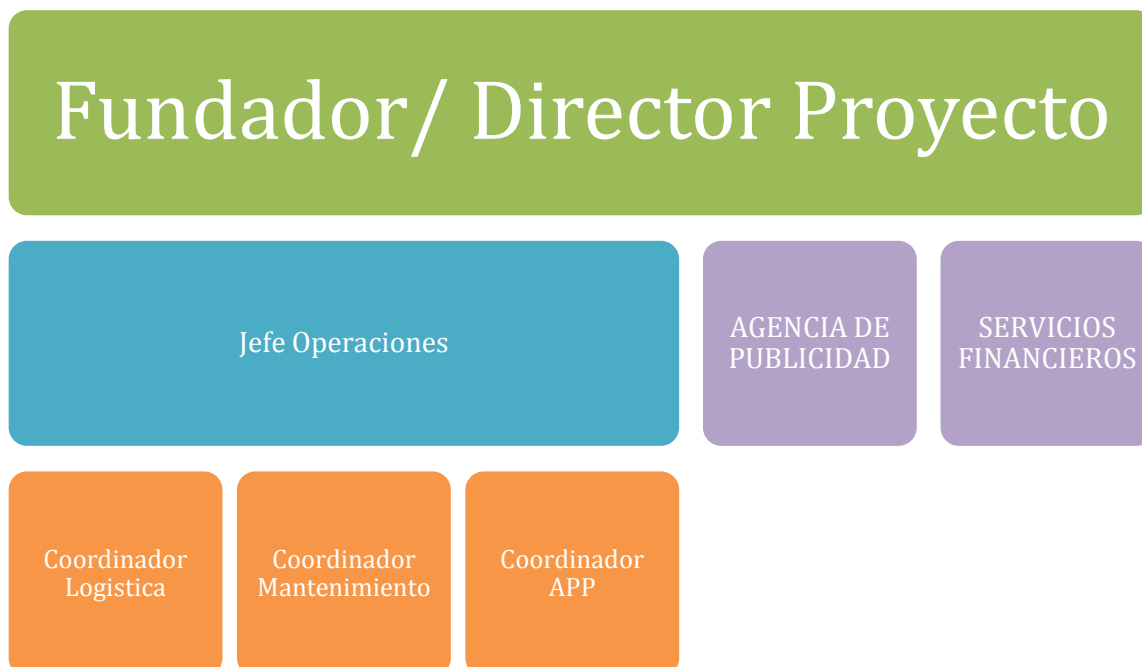 Fundador/ Director Proyecto
Jefe Operaciones
AGENCIA DE
PUBLICIDAD
SERVICIOS
FINANCIEROS
Coordinador
Logistica
Coordinador
Mantenimiento
Coordinador
APP